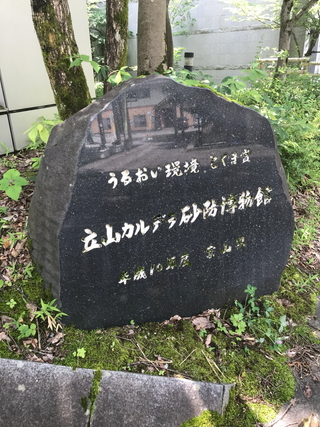 うるおい環境 とやま賞
立山カルデラ砂防博物館
平成10年度 富山県